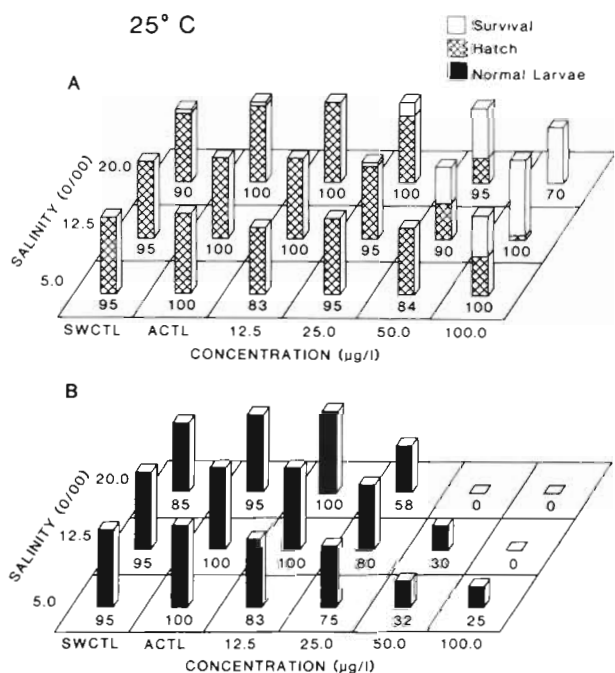 25° C
Survival
Hatch
Normal Larvae
A
20.0
90 100 100 100 95 70
12.5
95 100 100 95 90 100
5.0
95 100 83 95 84 100
SALINITY (0/00)
SWCTL ACTL 12.5 25.0 50.0 100.0
CONCENTRATION (µg/l)
B
20.0
85 95 100 58 0 0
12.5
95 100 100 80 30 0
5.0
95 100 83 75 32 25
SALINITY (0/00)
SWCTL ACTL 12.5 25.0 50.0 100.0
CONCENTRATION (µg/l)